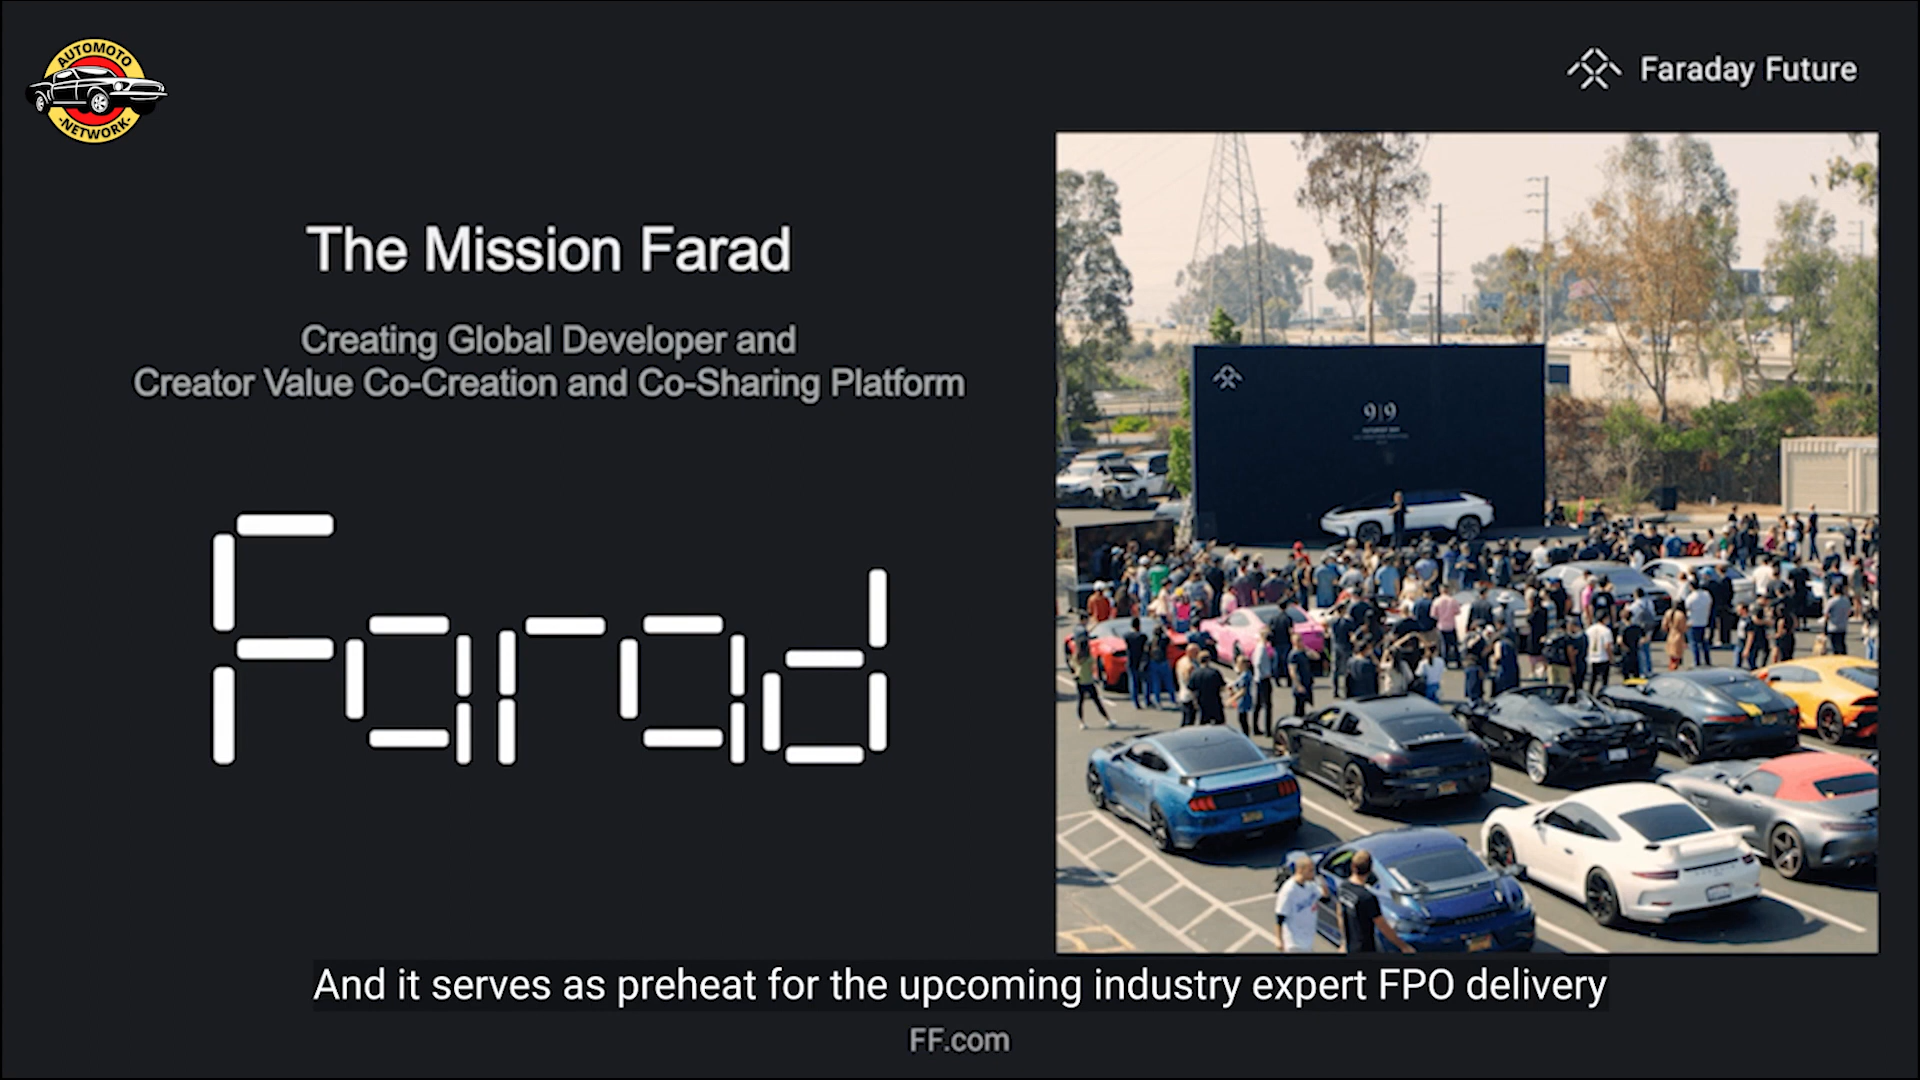 AUTOMOTO
-NETWORK-
Faraday Future
The Mission Farad
Creating Global Developer and
Creator Value Co-Creation and Co-Sharing Platform
Farad
9|9
And it serves as preheat for the upcoming industry expert FPO delivery
FF.com